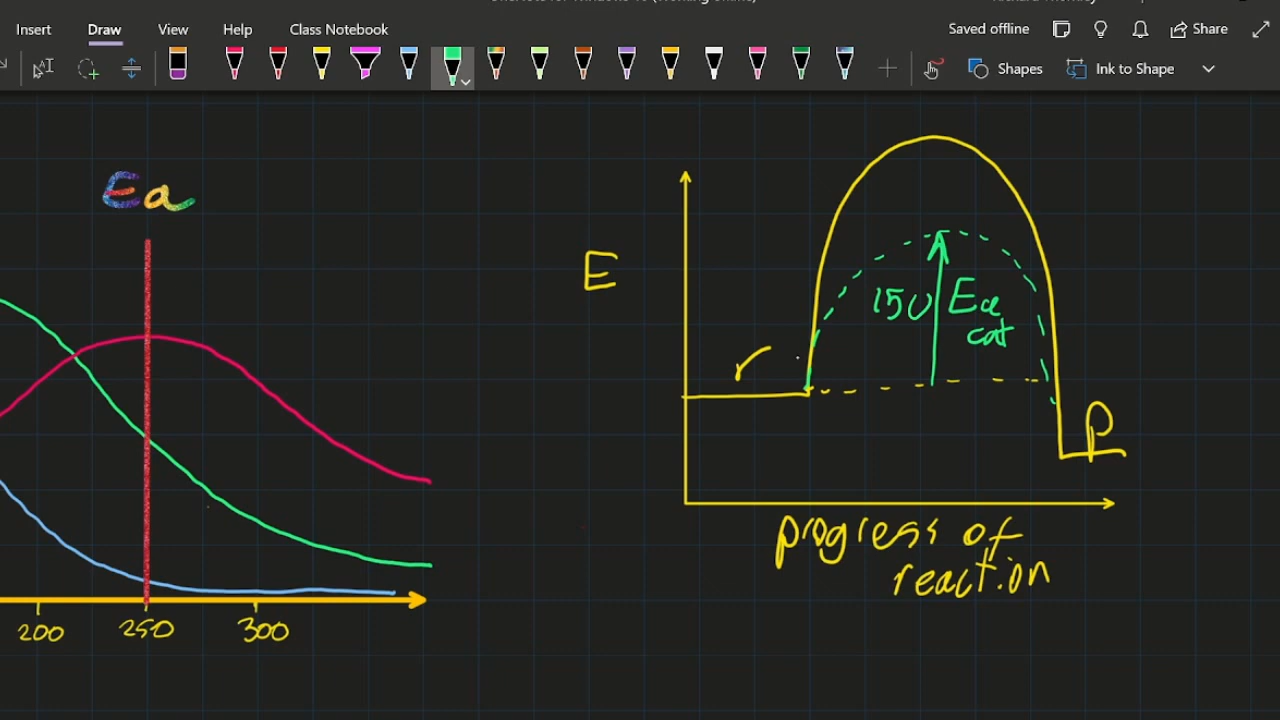 Insert Draw View Help Class Notebook Saved offline Share
Shapes Ink to Shape
Ea
200 250 300
E
r
150 Ea
cat
p
progress of
reaction